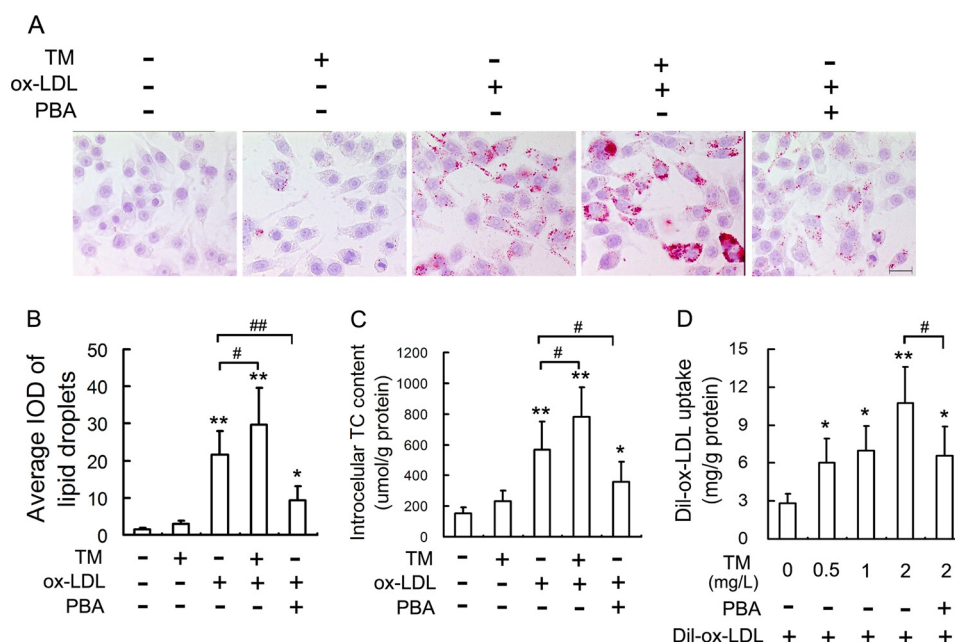 A
TM - + - + -
ox-LDL - - + + +
PBA - - - - +
B
Average IOD of
lipid droplets
50
40
30
20
10
0
**
#
**
##
*
TM - + - + -
ox-LDL - - + + +
PBA - - - - +
C
Introcelular TC content
(umol/g protein)
1200
1000
800
600
400
200
0
**
#
**
#
*
TM - + - + -
ox-LDL - - + + +
PBA - - - - +
D
Dil-ox-LDL uptake
(mg/g protein)
15
12
9
6
3
0
*
*
**
#
*
TM
(mg/L) 0 0.5 1 2 2
PBA - - - - +
Dil-ox-LDL + + + + +